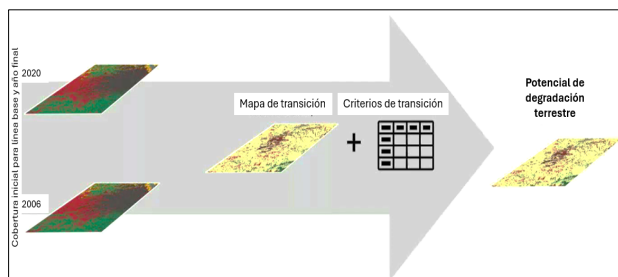 Cobertura inicial para línea base y año final
2020
2006
Mapa de transición
Criterios de transición
+
Potencial de
degradación
terrestre